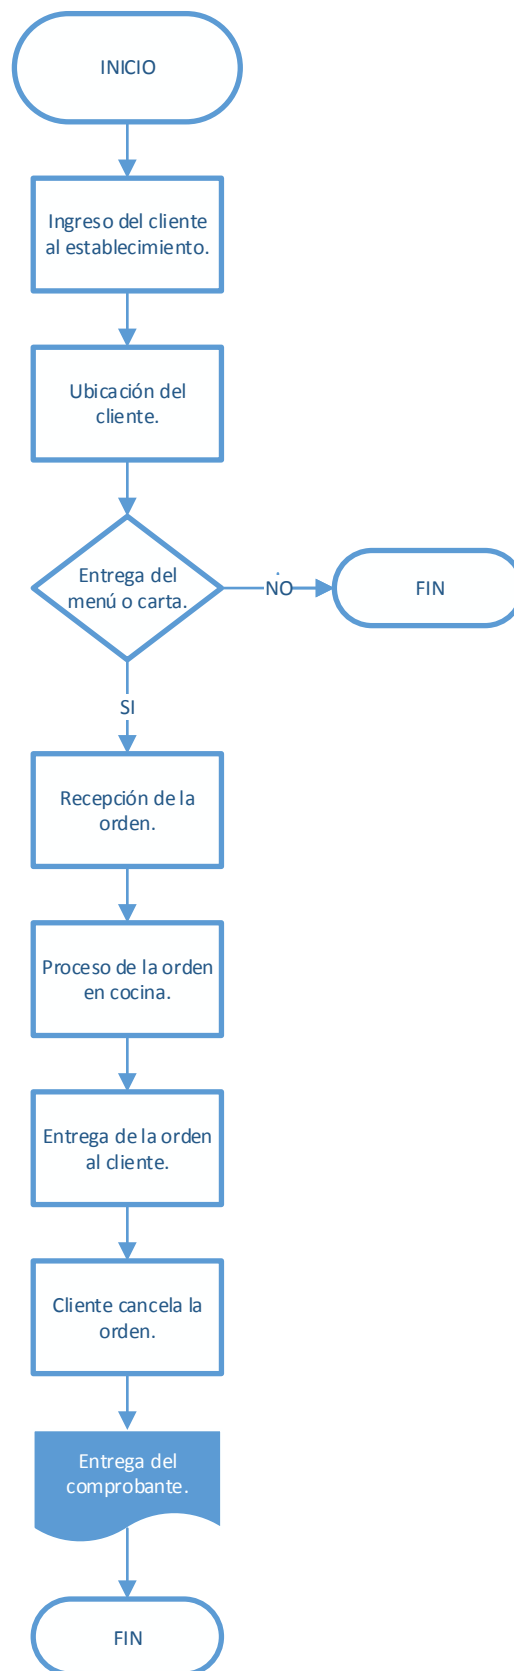 INICIO
Ingreso del cliente
al establecimiento.
Ubicación del
cliente.
Entrega del
menú o carta.
NO
FIN
SI
Recepción de la
orden.
Proceso de la orden
en cocina.
Entrega de la orden
al cliente.
Cliente cancela la
orden.
Entrega del
comprobante.
FIN